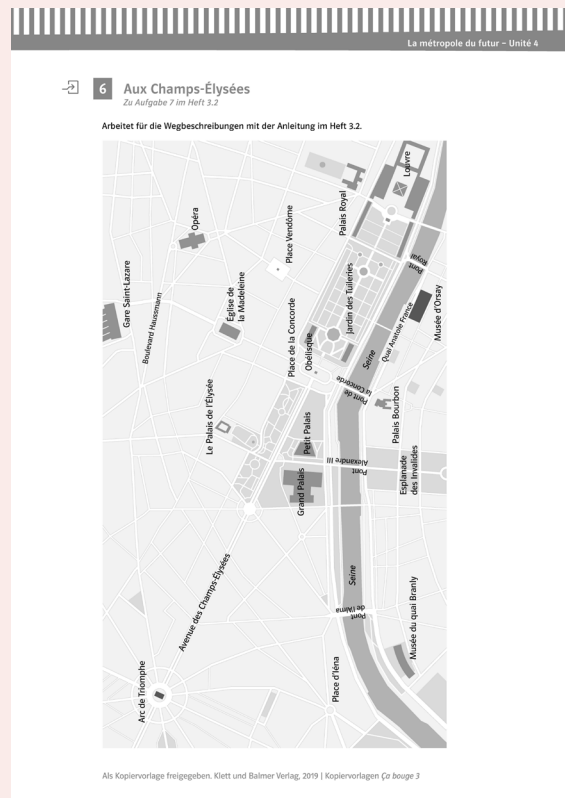 La métropole du futur – Unité 4
6 Aux Champs-Élysées
Zu Aufgabe 7 im Heft 3.2
Arbeitet für die Wegbeschreibungen mit der Anleitung im Heft 3.2.
Louvre
Palais Royal
Pont
Royal
Opéra
Place Vendôme
Jardin des Tuileries
Musée d'Orsay
Quai Anatole France
Seine
Gare Saint-Lazare
Boulevard Haussmann
Église de
la Madeleine
Place de la Concorde
Obélisque
Pont de
la Concorde
Palais Bourbon
Le Palais de l'Élysée
Petit Palais
Grand Palais
Pont
Alexandre III
Esplanade
des Invalides
Avenue des Champs-Élysées
Seine
Pont
de l'Alma
Musée du quai Branly
Arc de Triomphe
Place d'Iéna
Als Kopiervorlage freigegeben. Klett und Balmer Verlag, 2019 | Kopiervorlagen Ça bouge 3